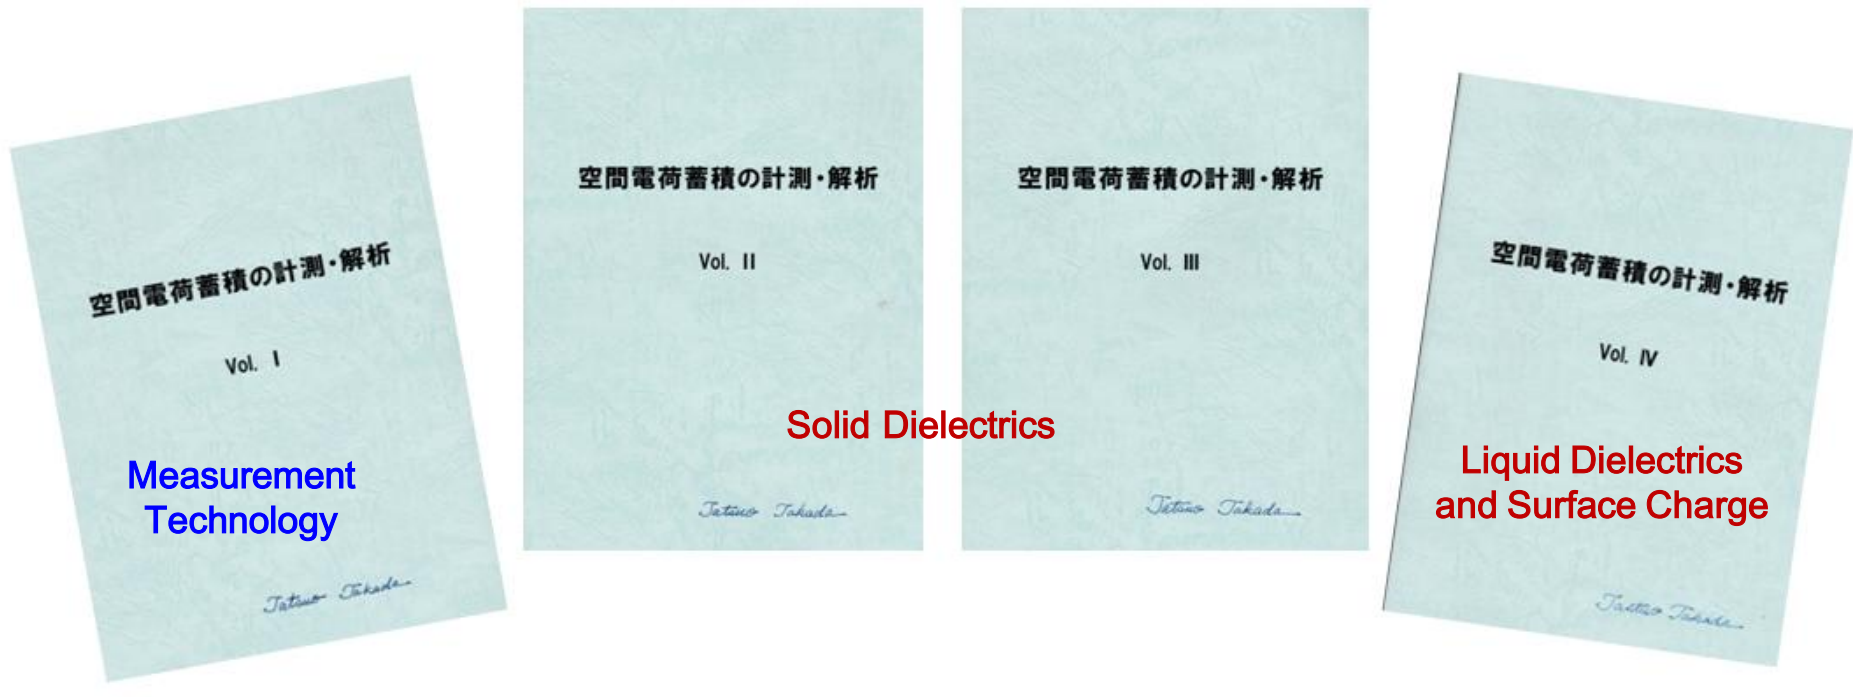 空間電荷蓄積の計測・解析
Vol. I
Measurement
Technology
Tatsuo Takada
空間電荷蓄積の計測・解析
Vol. II
Tatsuo Takada
空間電荷蓄積の計測・解析
Vol. III
Tatsuo Takada
Solid Dielectrics
空間電荷蓄積の計測・解析
Vol. IV
Liquid Dielectrics
and Surface Charge
Tatsuo Takada